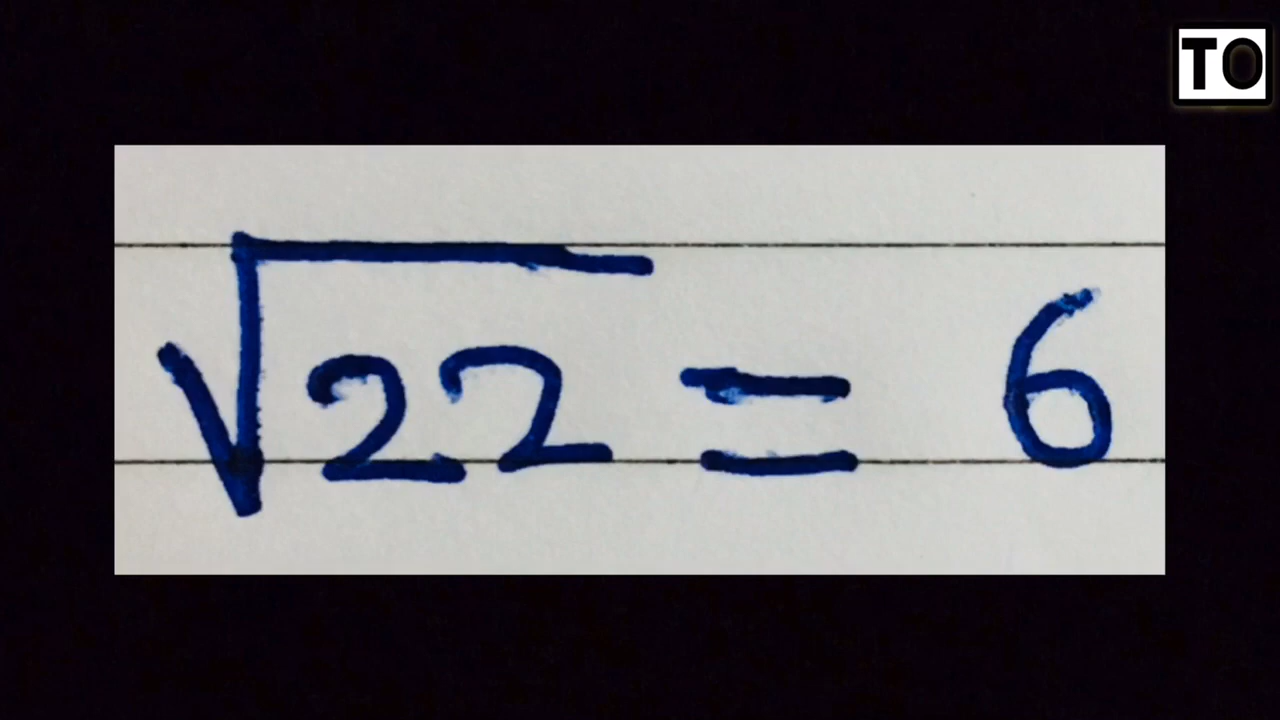 TO
√22 = 6